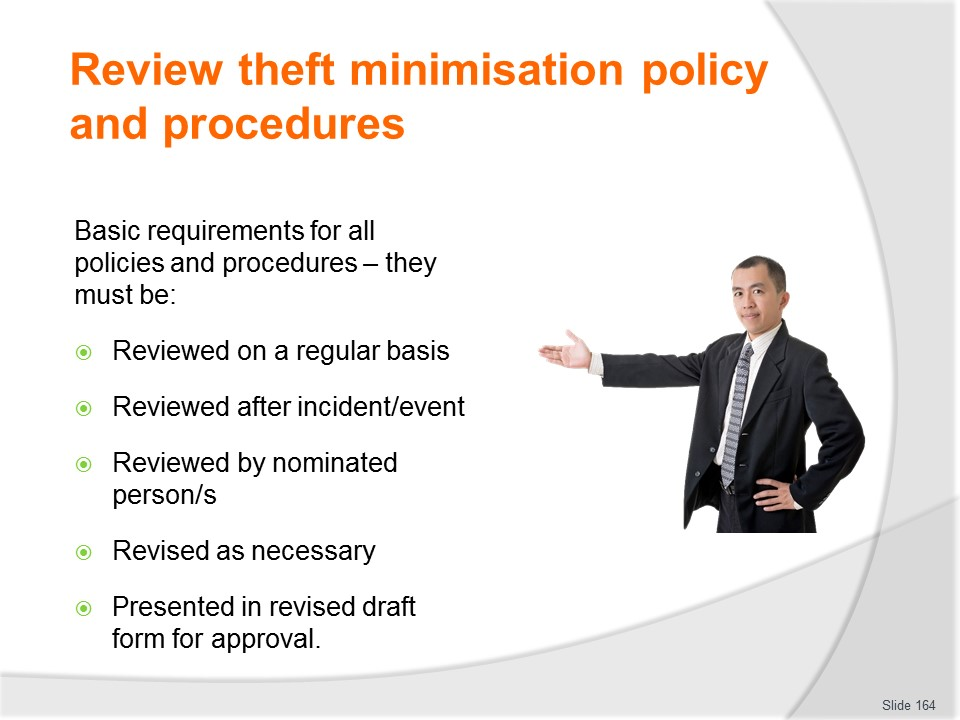 Review theft minimisation policy
and procedures
Basic requirements for all
policies and procedures – they
must be:
Reviewed on a regular basis
Reviewed after incident/event
Reviewed by nominated
person/s
Revised as necessary
Presented in revised draft
form for approval.
Slide 164